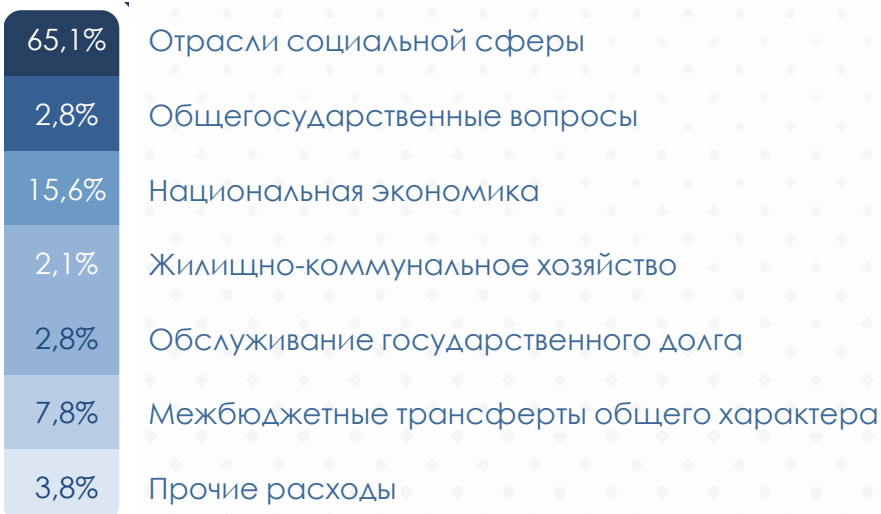 65,1% Отрасли социальной сферы
2,8% Общегосударственные вопросы
15,6% Национальная экономика
2,1% Жилищно-коммунальное хозяйство
2,8% Обслуживание государственного долга
7,8% Межбюджетные трансферты общего характера
3,8% Прочие расходы